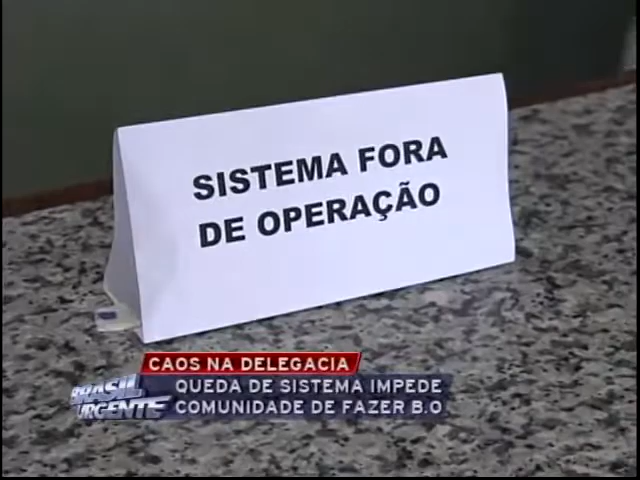 SISTEMA FORA
DE OPERAÇÃO
CAOS NA DELEGACIA
BRASIL
URGENTE
QUEDA DE SISTEMA IMPEDE
COMUNIDADE DE FAZER B.O